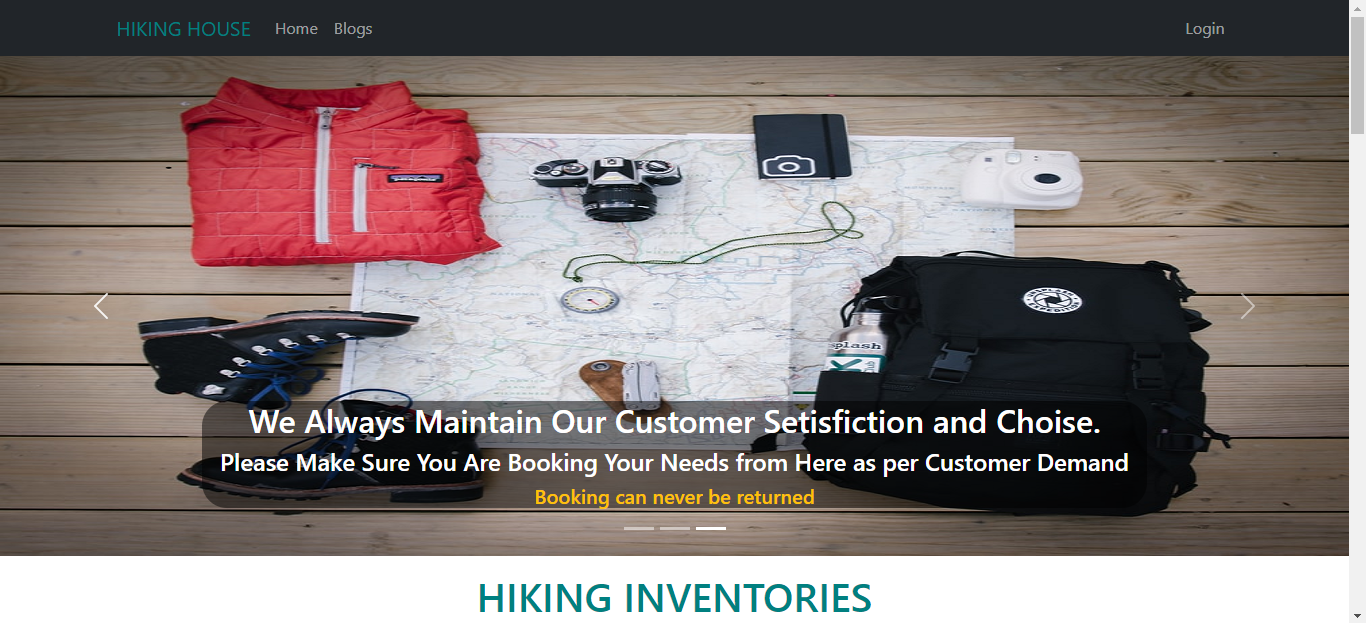 HIKING HOUSE Home Blogs Login
splash
We Always Maintain Our Customer Setisfiction and Choise.
Please Make Sure You Are Booking Your Needs from Here as per Customer Demand
Booking can never be returned
HIKING INVENTORIES